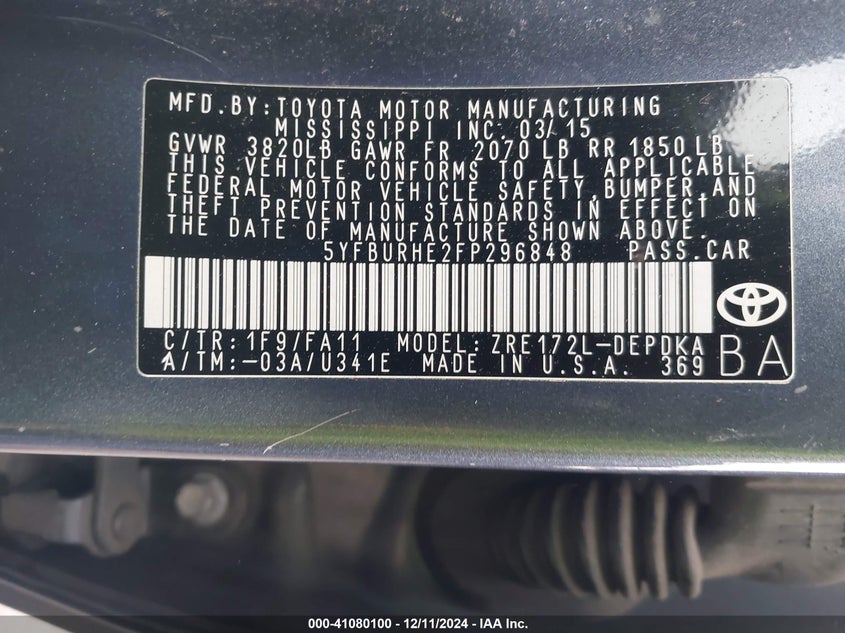 MFD.BY:TOYOTA MOTOR MANUFACTURING
MISSISSIPPI INC. 03/15
GVWR 3820LB GAWR FR 2070 LB RR 1850 LB
THIS VEHICLE CONFORMS TO ALL APPLICABLE
FEDERAL MOTOR VEHICLE SAFETY, BUMPER, AND
THEFT PREVENTION STANDARDS IN EFFECT ON
THE DATE OF MANUFACTURE SHOWN ABOVE.
5YFBURHE2FP296848 PASS.CAR
C/TR:1F9/FA11 MODEL:ZRE172L-DEPDKA
A/TM:-03A/U341E MADE IN U.S.A. 369
BA
000-41080100 - 12/11/2024 - IAA Inc.